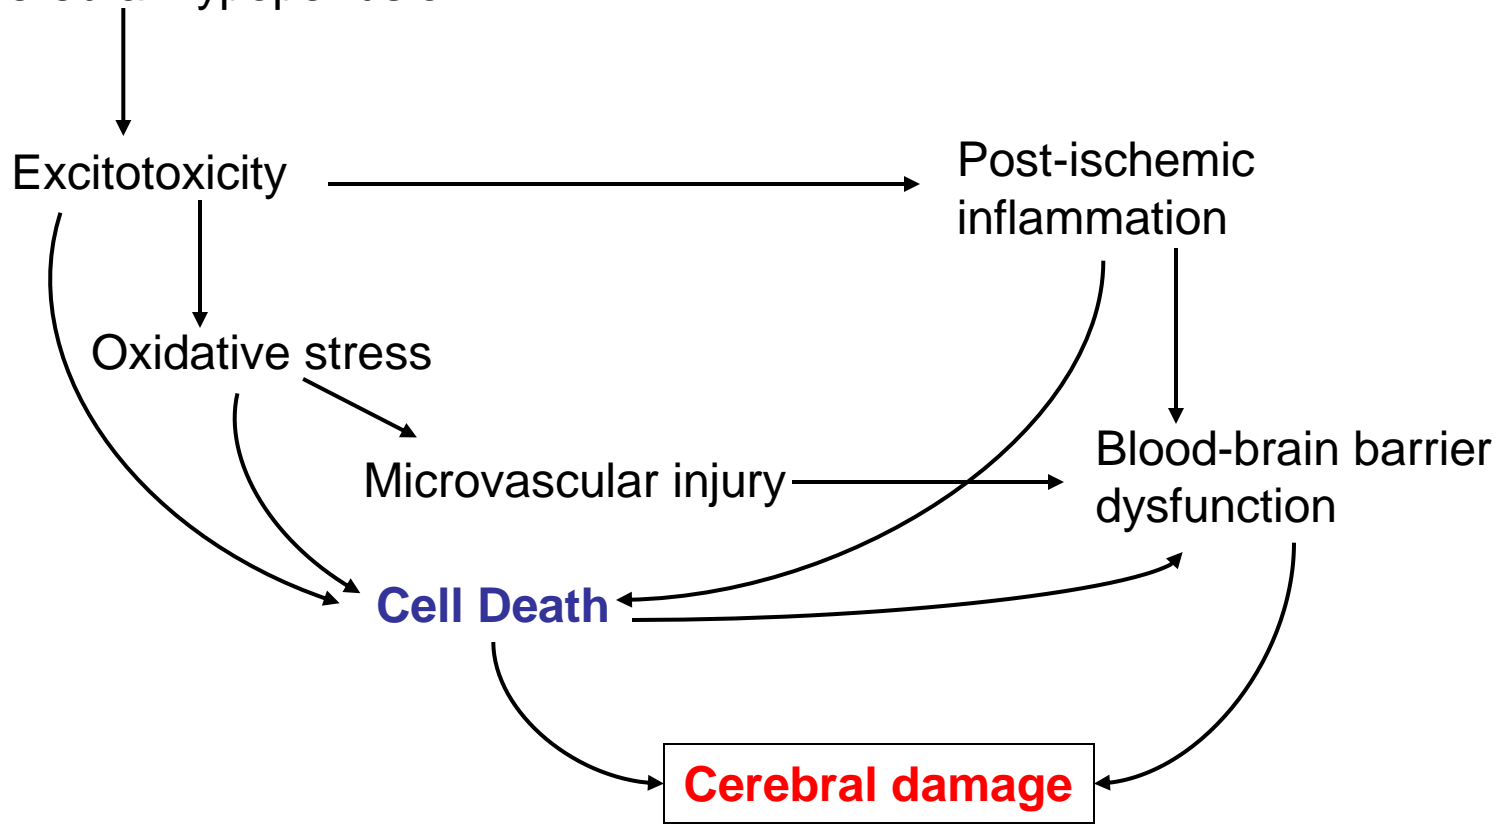 Excitotoxicity
Post-ischemic
inflammation
Oxidative stress
Microvascular injury
Blood-brain barrier
dysfunction
Cell Death
Cerebral damage